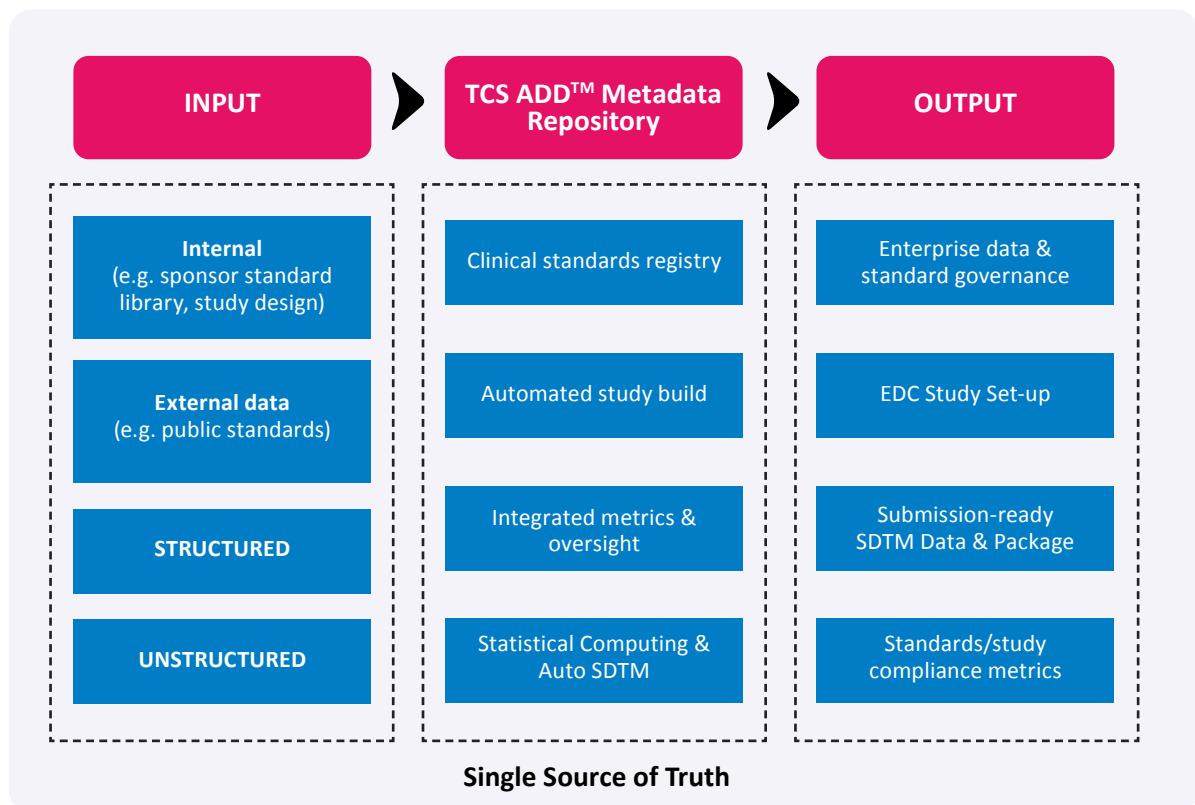 INPUT
TCS ADD™ Metadata
Repository
OUTPUT
Internal
(e.g. sponsor standard
library, study design)
External data
(e.g. public standards)
STRUCTURED
UNSTRUCTURED
Clinical standards registry
Automated study build
Integrated metrics &
oversight
Statistical Computing &
Auto SDTM
Enterprise data &
standard governance
EDC Study Set-up
Submission-ready
SDTM Data & Package
Standards/study
compliance metrics
Single Source of Truth